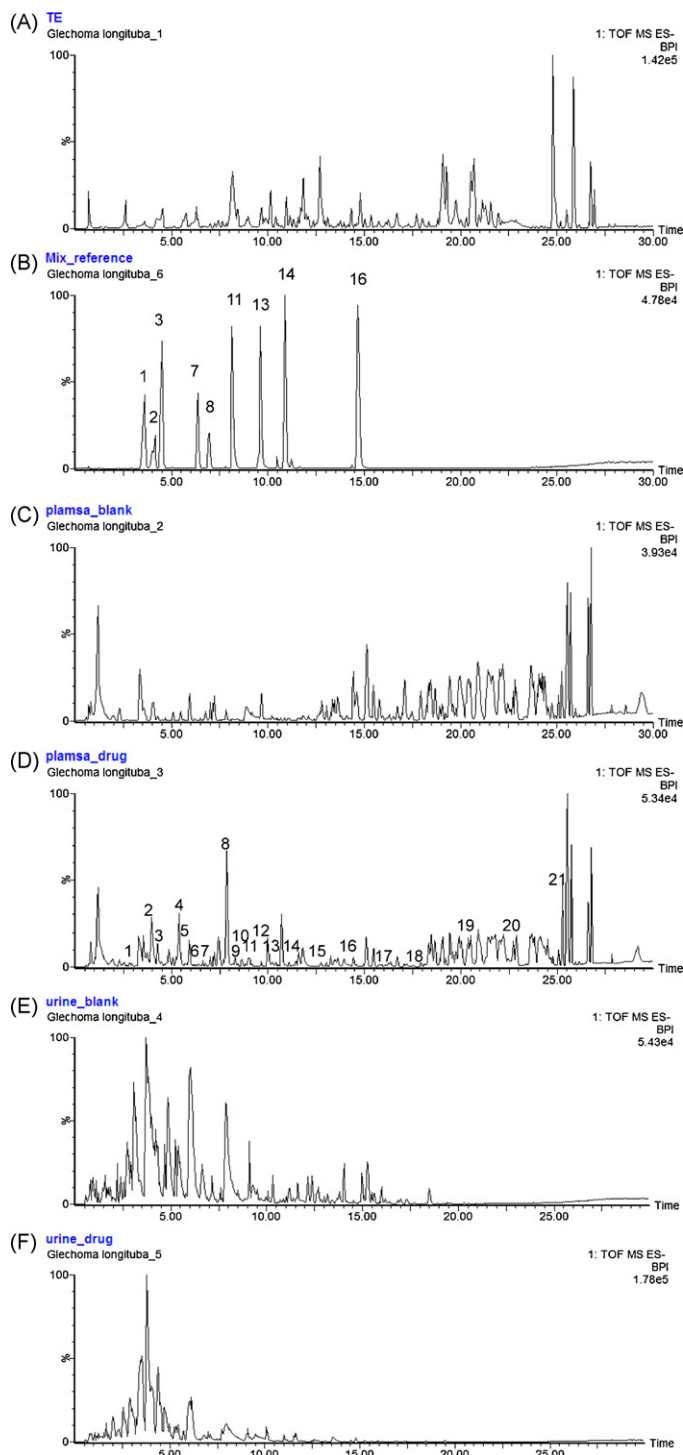 (A) TE
Glechoma longituba_1
1: TOF MS ES-
BPI
1.42e5
100
%
5.00 10.00 15.00 20.00 25.00 30.00
Time
(B) Mix_reference
Glechoma longituba_6
1: TOF MS ES-
BPI
4.78e4
100
%
0
1 2 3 7 8 11 13 14 16
5.00 10.00 15.00 20.00 25.00 30.00
Time
(C) plamsa_blank
Glechoma longituba_2
1: TOF MS ES-
BPI
3.93e4
100
%
0
5.00 10.00 15.00 20.00 25.00 30.00
Time
(D) plamsa_drug
Glechoma longituba_3
1: TOF MS ES-
BPI
5.34e4
100
%
0
1 2 3 4 5 6 7 8 9 10 11 12 13 14 15 16 17 18 19 20 21
5.00 10.00 15.00 20.00 25.00 30.00
Time
(E) urine_blank
Glechoma longituba_4
1: TOF MS ES-
BPI
5.43e4
100
%
0
5.00 10.00 15.00 20.00 25.00
Time
(F) urine_drug
Glechoma longituba_5
1: TOF MS ES-
BPI
1.78e5
100
%
0
5.00 10.00 15.00 20.00 25.00
Time